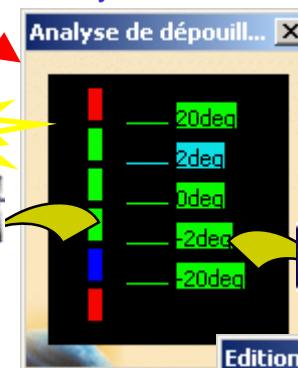 Analyse de dépouill...
20deg
2deg
0deg
-2deg
-20deg
Edition